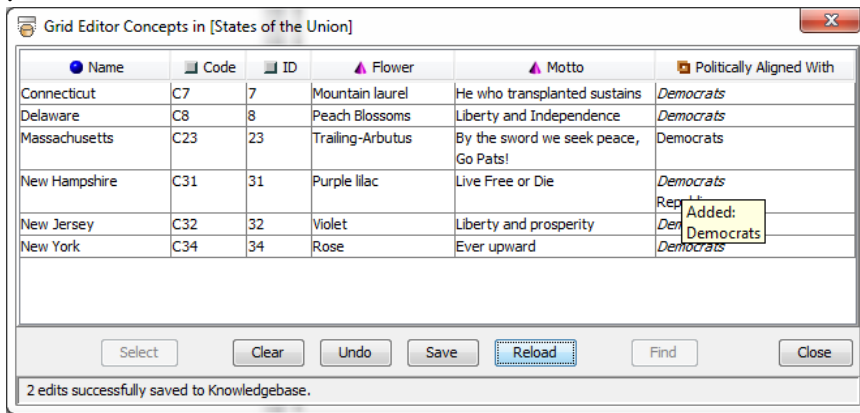 Grid Editor Concepts in [States of the Union]
Name Code ID Flower Motto Politically Aligned With
Connecticut C7 7 Mountain laurel He who transplanted sustains Democrats
Delaware C8 8 Peach Blossoms Liberty and Independence Democrats
Massachusetts C23 23 Trailing-Arbutus By the sword we seek peace, Democrats
Go Pats!
New Hampshire C31 31 Purple lilac Live Free or Die Democrats
Added:
New Jersey C32 32 Violet Liberty and prosperity
Democrats
New York C34 34 Rose Ever upward Democrats
Select Clear Undo Save Reload Find Close
2 edits successfully saved to Knowledgebase.